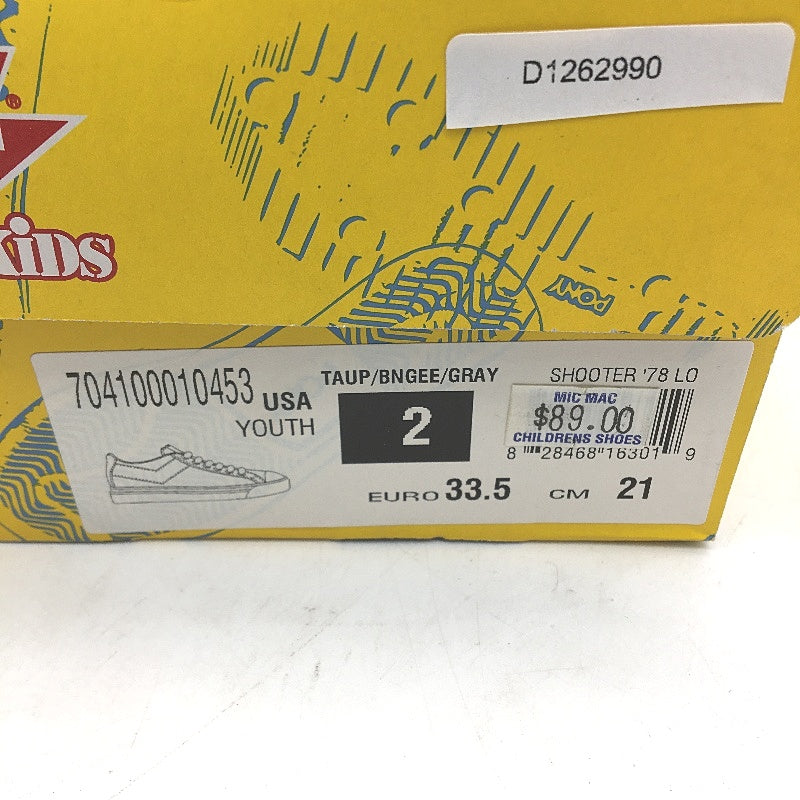 D1262990
®
KiDS
PONY
704100010453 USA
YOUTH
TAUP/BNGEE/GRAY
2
SHOOTER '78 LO
MIC MAC
$89.00
CHILDRENS SHOES
8 28468 16301 9
EURO 33.5
CM 21